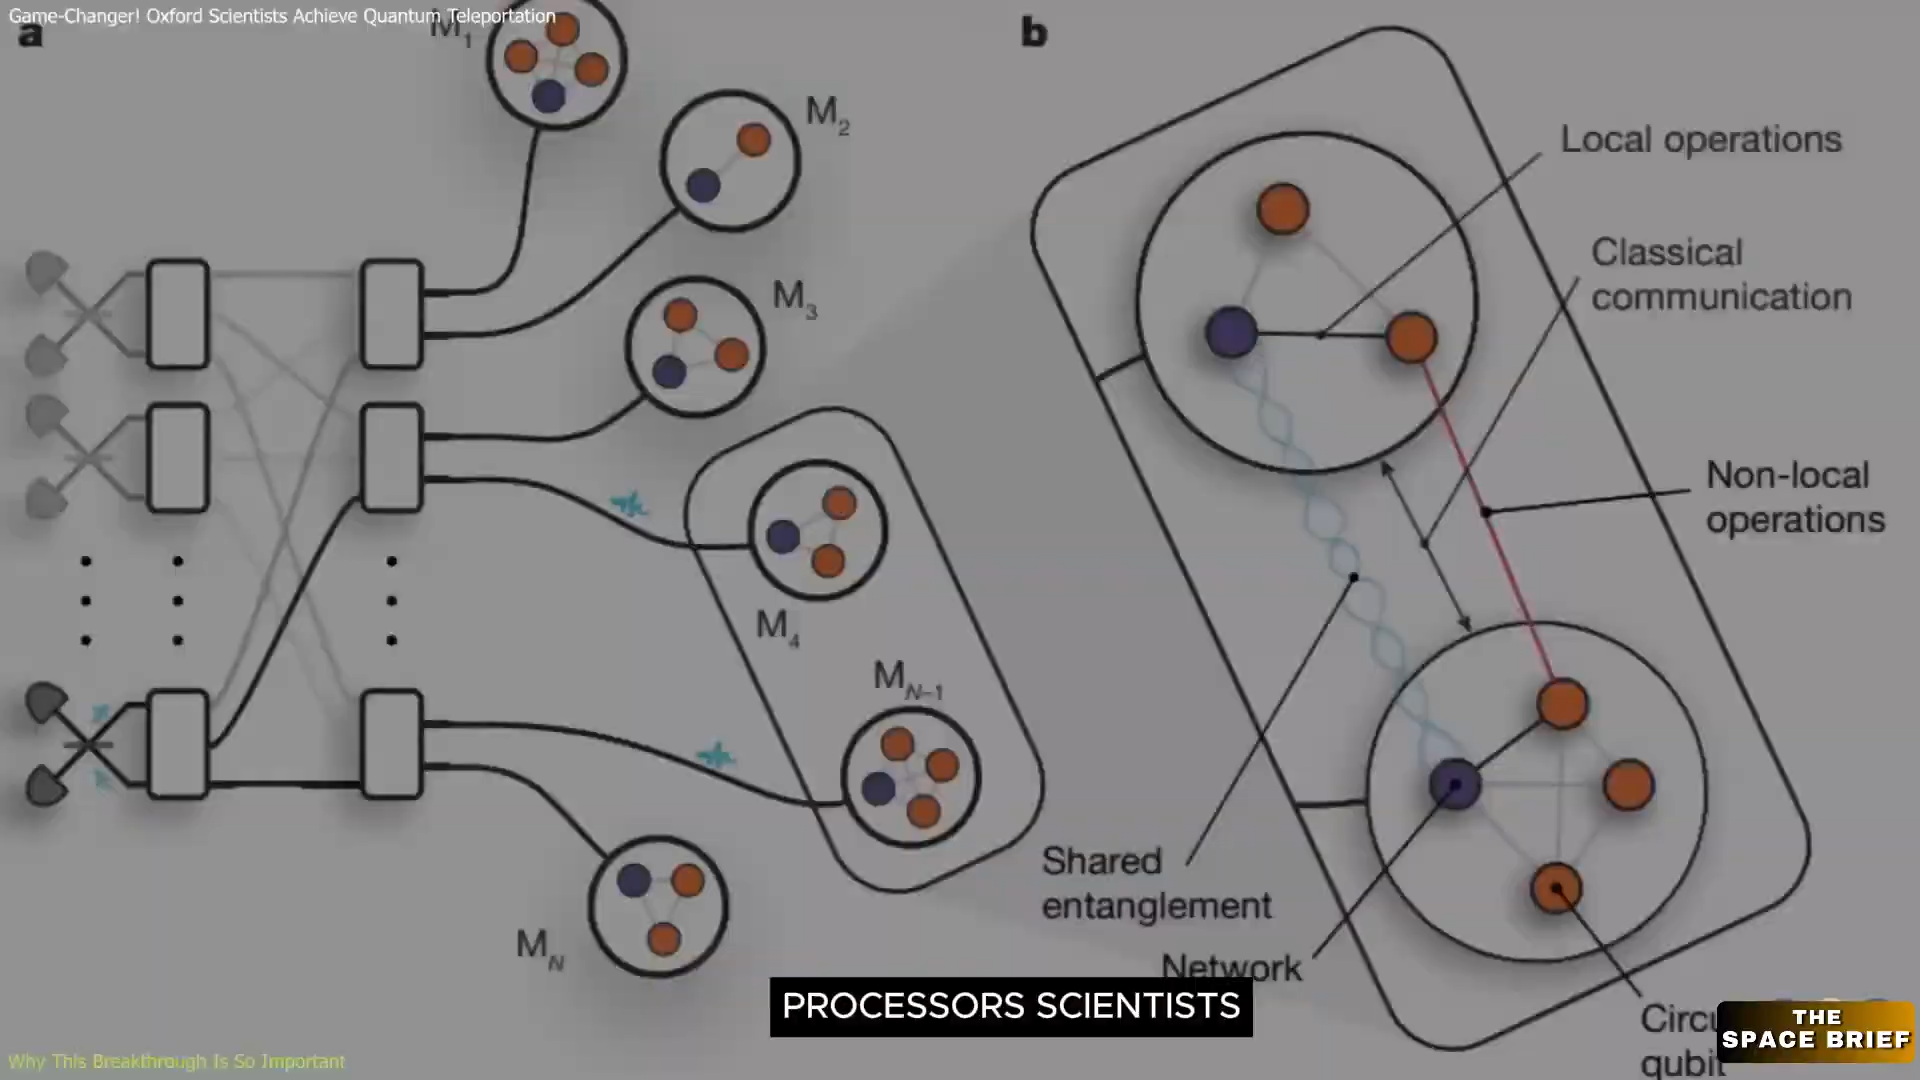 Game-Changer! Oxford Scientists Achieve Quantum Teleportation
a
M1
M2
M3
M4
MN-1
MN
b
Local operations
Classical
communication
Non-local
operations
Shared
entanglement
Network
qubit
PROCESSORS SCIENTISTS
THE
SPACE BRIEF
Why This Breakthrough Is So Important